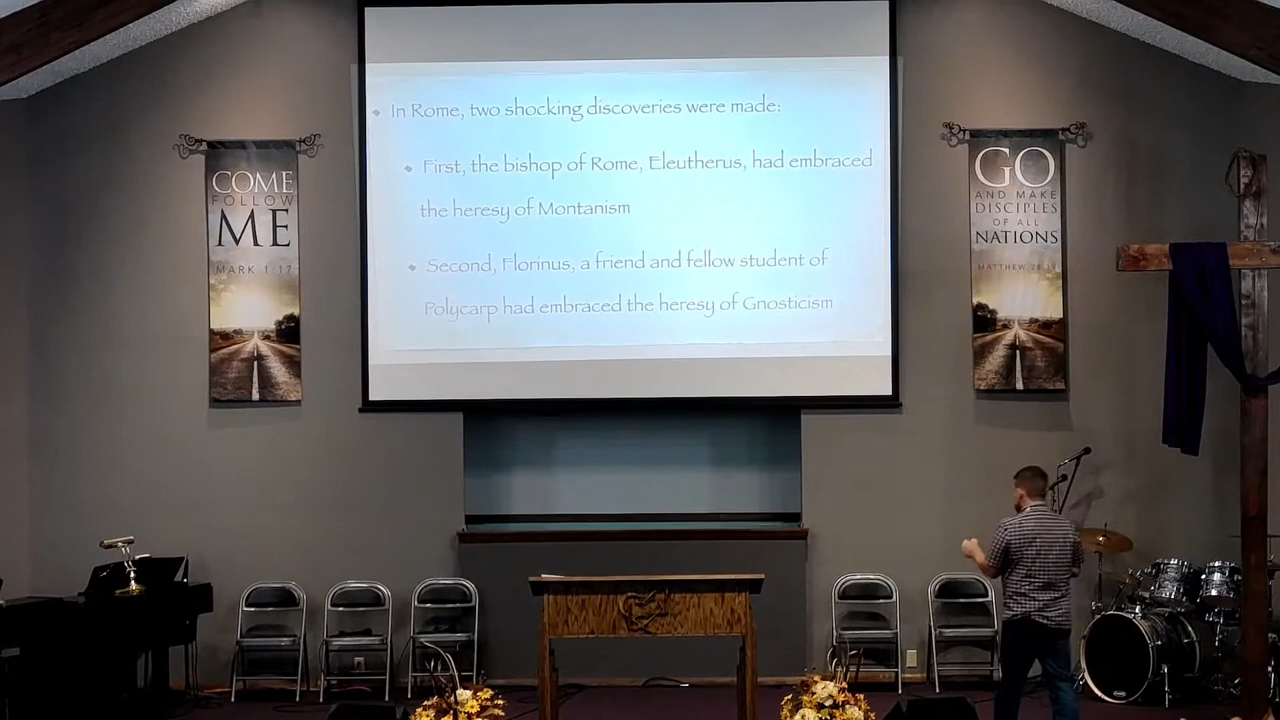 In Rome, two shocking discoveries were made:
First, the bishop of Rome, Eleutherus, had embraced
the heresy of Montanism
Second, Florinus, a friend and fellow student of
Polycarp had embraced the heresy of Gnosticism
COME
FOLLOW
ME
MARK 1:17
GO
AND MAKE
DISCIPLES
OF ALL
NATIONS
MATTHEW 28:19